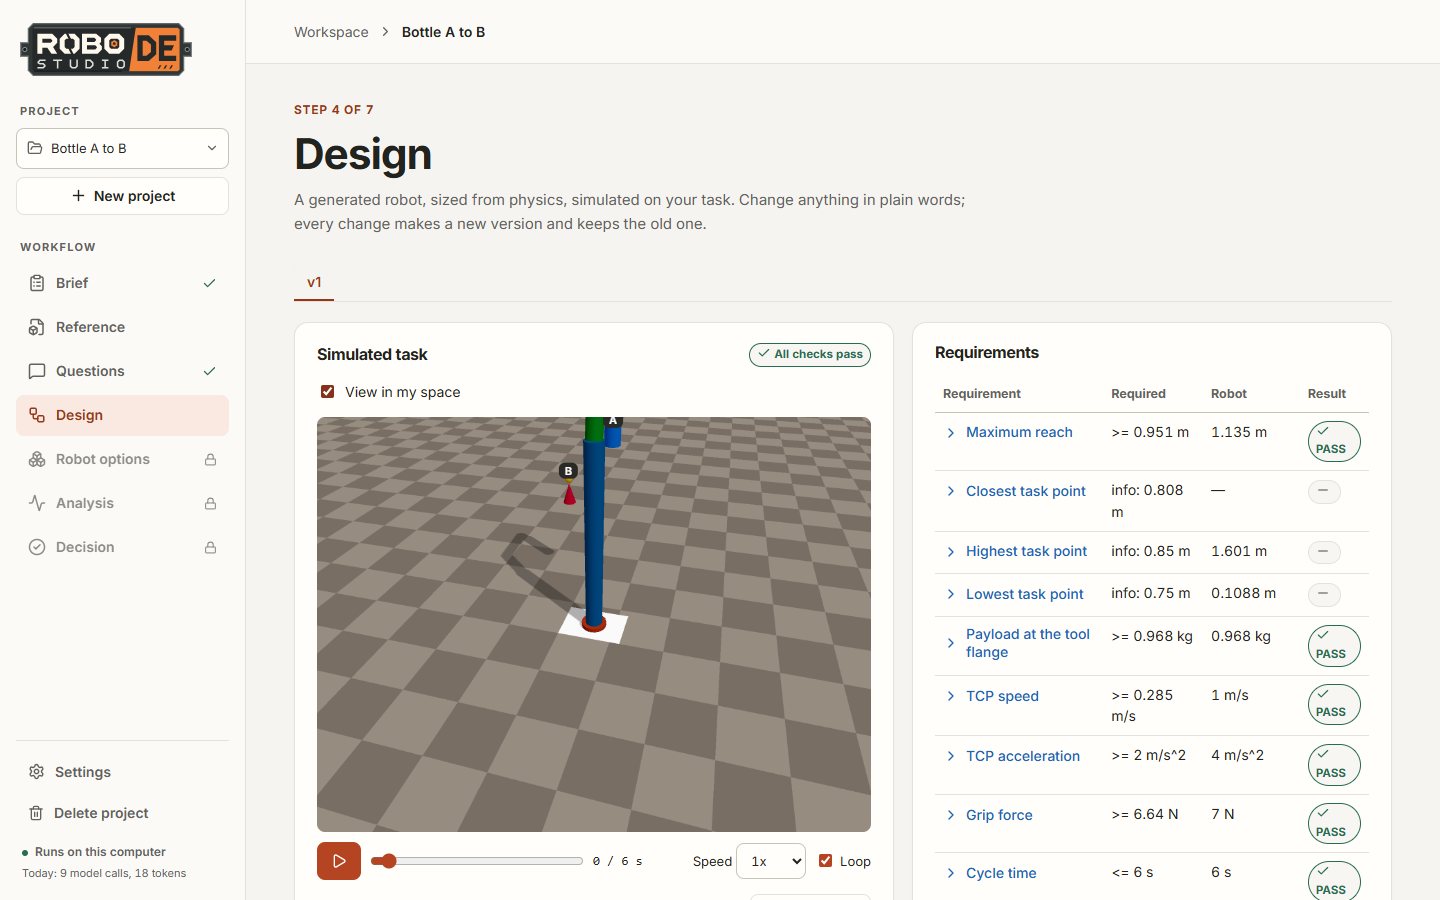 ROBO DE
STUDIO
PROJECT
Bottle A to B
New project
WORKFLOW
Brief
Reference
Questions
Design
Robot options
Analysis
Decision
Settings
Delete project
Runs on this computer
Today: 9 model calls, 18 tokens
Workspace > Bottle A to B
STEP 4 OF 7
Design
A generated robot, sized from physics, simulated on your task. Change anything in plain words;
every change makes a new version and keeps the old one.
v1
Simulated task
All checks pass
View in my space
A
B
0 / 6 s
Speed
1x
Loop
Requirements
Requirement Required Robot Result
Maximum reach >= 0.951 m 1.135 m PASS
Closest task point info: 0.808 m — —
Highest task point info: 0.85 m 1.601 m —
Lowest task point info: 0.75 m 0.1088 m —
Payload at the tool flange >= 0.968 kg 0.968 kg PASS
TCP speed >= 0.285 m/s 1 m/s PASS
TCP acceleration >= 2 m/s^2 4 m/s^2 PASS
Grip force >= 6.64 N 7 N PASS
Cycle time <= 6 s 6 s PASS